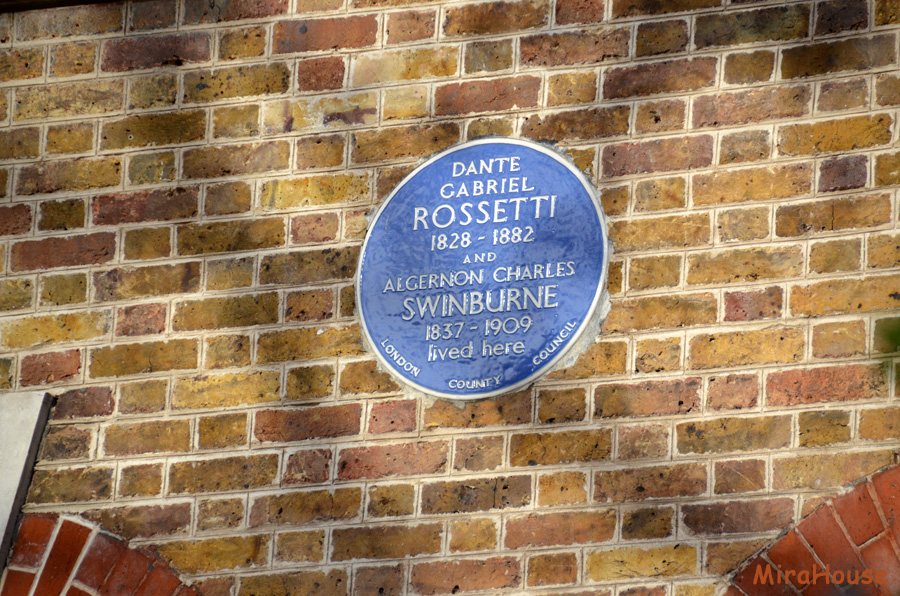 DANTE
GABRIEL
ROSSETTI
1828 - 1882
AND
ALGERNON CHARLES
SWINBURNE
1837 - 1909
lived here
LONDON COUNTY COUNCIL
MiraHouse